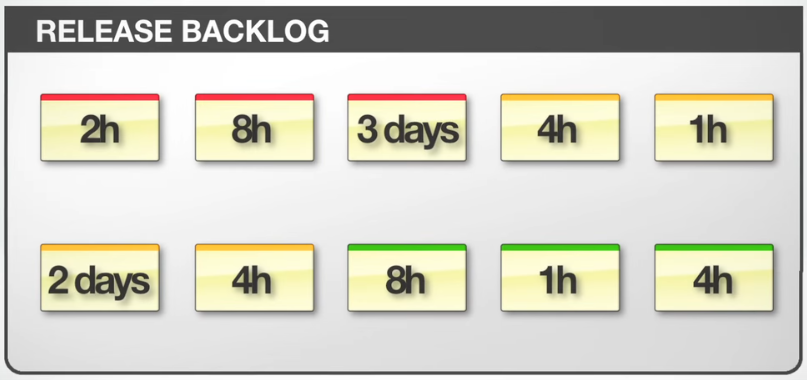 RELEASE BACKLOG
2h 8h 3 days 4h 1h
2 days 4h 8h 1h 4h